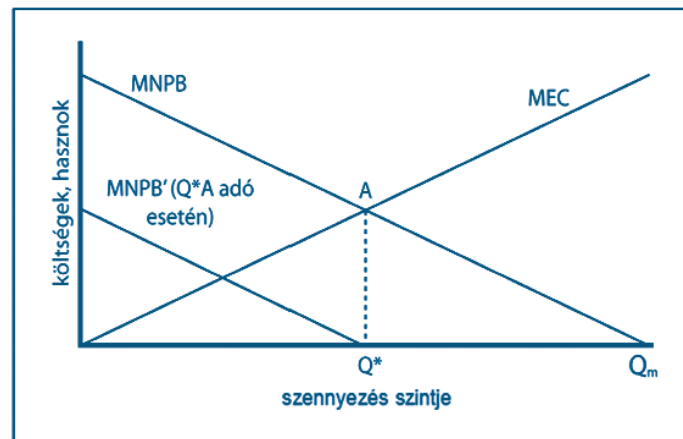 MNPB
MEC
MNPB' (Q*A adó
esetén)
A
költségek, hasznok
Q*
Qm
szennyezés szintje